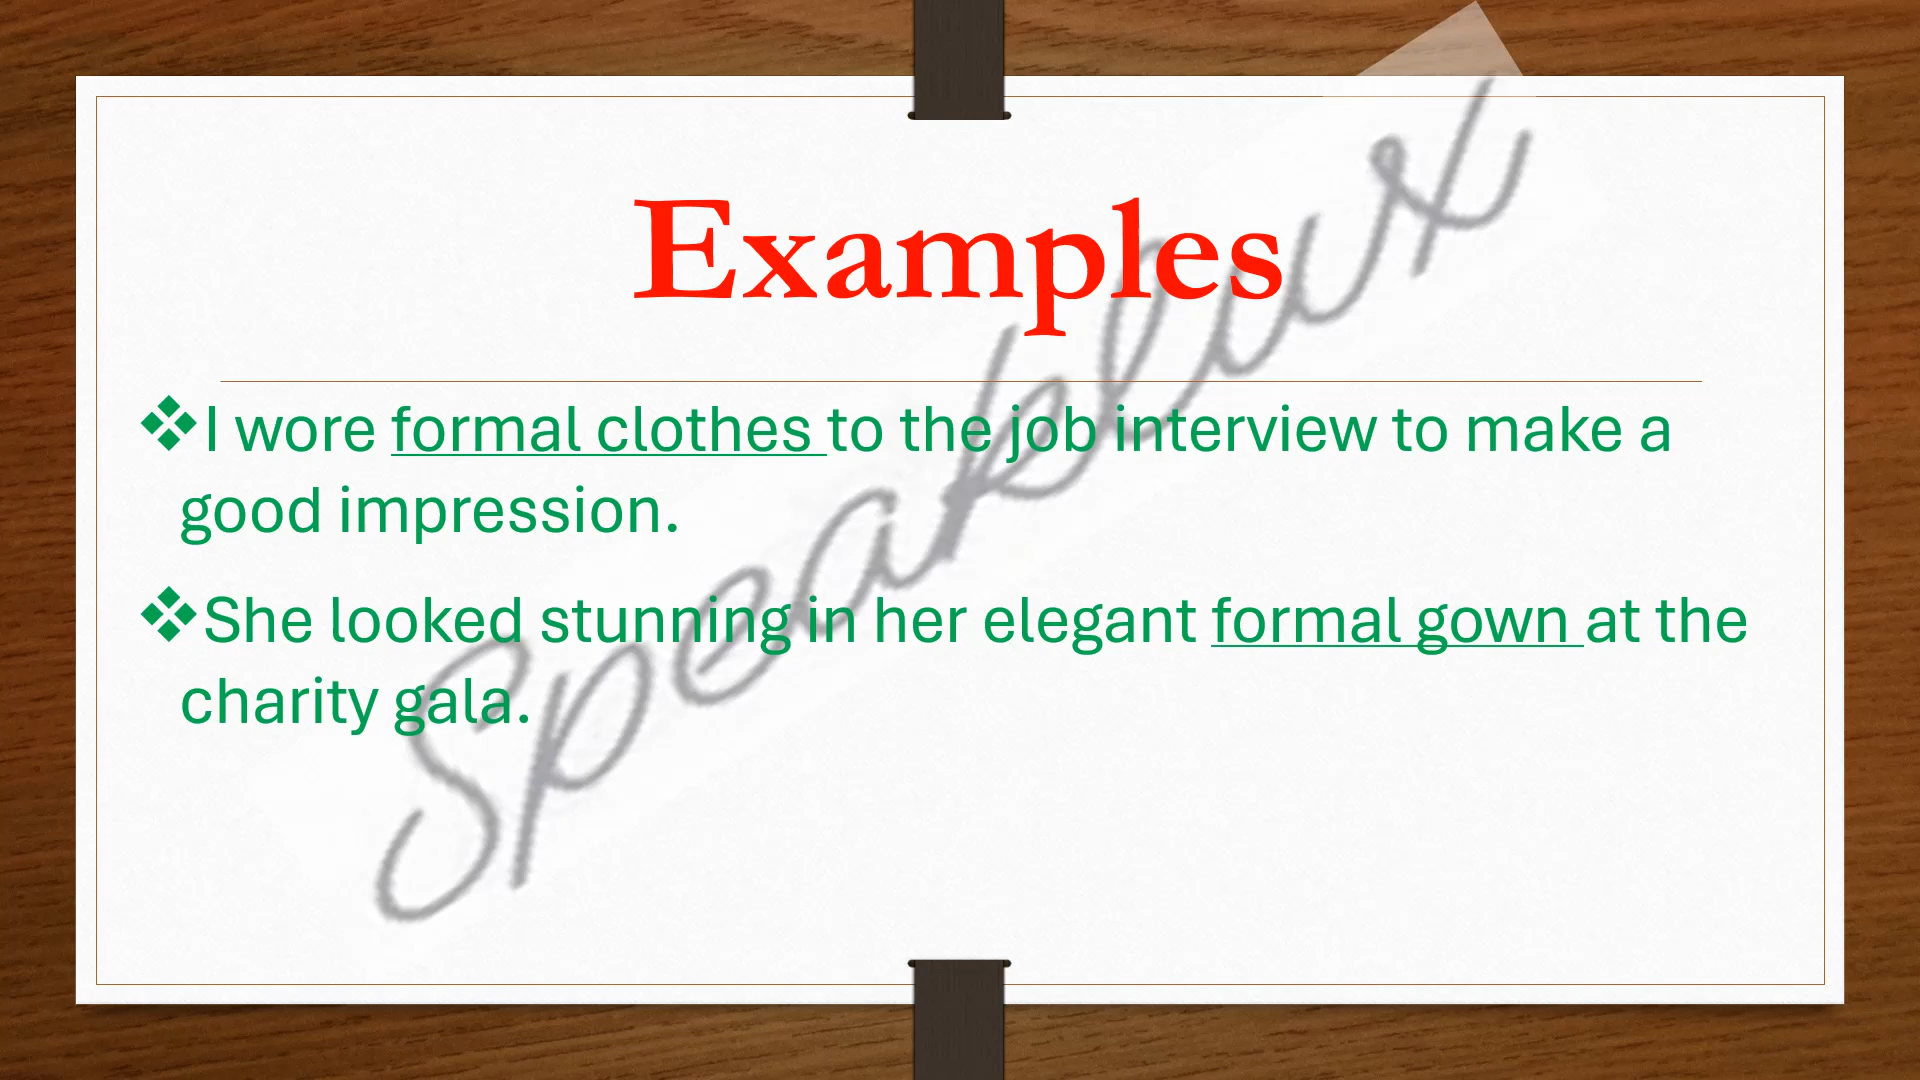 Examples
❖I wore formal clothes to the job interview to make a
good impression.
❖She looked stunning in her elegant formal gown at the
charity gala.
Speaklux